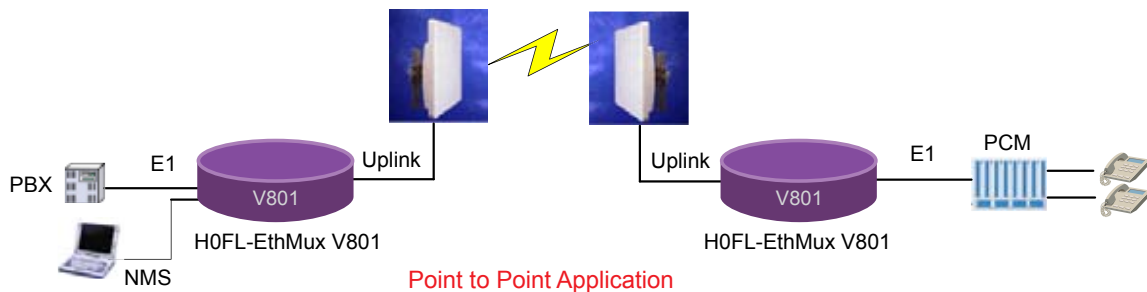 PBX
E1
V801
Uplink
H0FL-EthMux V801
NMS
Uplink
V801
E1
PCM
H0FL-EthMux V801
Point to Point Application